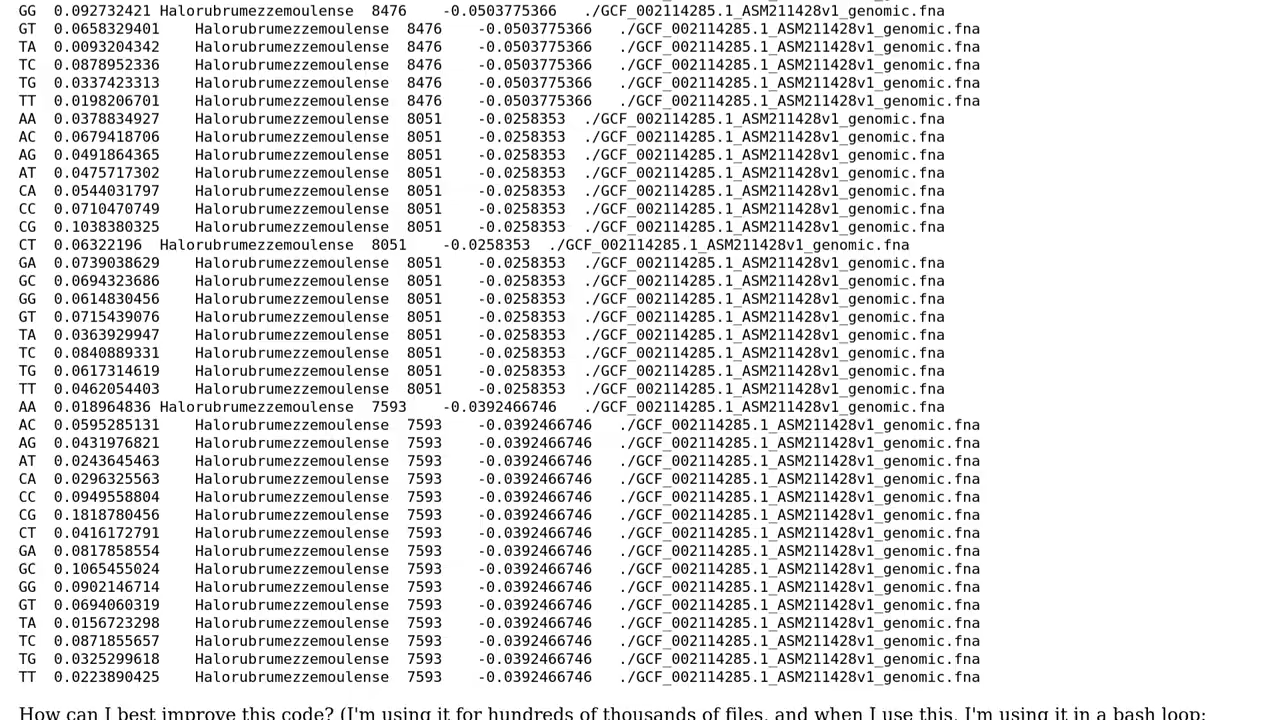 GG 0.092732421 Halorubrumezzemoulense 8476 -0.0503775366 ./GCF_002114285.1_ASM211428v1_genomic.fna
GT 0.0658329401 Halorubrumezzemoulense 8476 -0.0503775366 ./GCF_002114285.1_ASM211428v1_genomic.fna
TA 0.0093204342 Halorubrumezzemoulense 8476 -0.0503775366 ./GCF_002114285.1_ASM211428v1_genomic.fna
TC 0.0878952336 Halorubrumezzemoulense 8476 -0.0503775366 ./GCF_002114285.1_ASM211428v1_genomic.fna
TG 0.0337423313 Halorubrumezzemoulense 8476 -0.0503775366 ./GCF_002114285.1_ASM211428v1_genomic.fna
TT 0.0198206701 Halorubrumezzemoulense 8476 -0.0503775366 ./GCF_002114285.1_ASM211428v1_genomic.fna
AA 0.0378834927 Halorubrumezzemoulense 8051 -0.0258353 ./GCF_002114285.1_ASM211428v1_genomic.fna
AC 0.0679418706 Halorubrumezzemoulense 8051 -0.0258353 ./GCF_002114285.1_ASM211428v1_genomic.fna
AG 0.0491864365 Halorubrumezzemoulense 8051 -0.0258353 ./GCF_002114285.1_ASM211428v1_genomic.fna
AT 0.0475717302 Halorubrumezzemoulense 8051 -0.0258353 ./GCF_002114285.1_ASM211428v1_genomic.fna
CA 0.0544031797 Halorubrumezzemoulense 8051 -0.0258353 ./GCF_002114285.1_ASM211428v1_genomic.fna
CC 0.0710470749 Halorubrumezzemoulense 8051 -0.0258353 ./GCF_002114285.1_ASM211428v1_genomic.fna
CG 0.1038380325 Halorubrumezzemoulense 8051 -0.0258353 ./GCF_002114285.1_ASM211428v1_genomic.fna
CT 0.06322196 Halorubrumezzemoulense 8051 -0.0258353 ./GCF_002114285.1_ASM211428v1_genomic.fna
GA 0.0739038629 Halorubrumezzemoulense 8051 -0.0258353 ./GCF_002114285.1_ASM211428v1_genomic.fna
GC 0.0694323686 Halorubrumezzemoulense 8051 -0.0258353 ./GCF_002114285.1_ASM211428v1_genomic.fna
GG 0.0614830456 Halorubrumezzemoulense 8051 -0.0258353 ./GCF_002114285.1_ASM211428v1_genomic.fna
GT 0.0715439076 Halorubrumezzemoulense 8051 -0.0258353 ./GCF_002114285.1_ASM211428v1_genomic.fna
TA 0.0363929947 Halorubrumezzemoulense 8051 -0.0258353 ./GCF_002114285.1_ASM211428v1_genomic.fna
TC 0.0840889331 Halorubrumezzemoulense 8051 -0.0258353 ./GCF_002114285.1_ASM211428v1_genomic.fna
TG 0.0617314619 Halorubrumezzemoulense 8051 -0.0258353 ./GCF_002114285.1_ASM211428v1_genomic.fna
TT 0.0462054403 Halorubrumezzemoulense 8051 -0.0258353 ./GCF_002114285.1_ASM211428v1_genomic.fna
AA 0.018964836 Halorubrumezzemoulense 7593 -0.0392466746 ./GCF_002114285.1_ASM211428v1_genomic.fna
AC 0.0595285131 Halorubrumezzemoulense 7593 -0.0392466746 ./GCF_002114285.1_ASM211428v1_genomic.fna
AG 0.0431976821 Halorubrumezzemoulense 7593 -0.0392466746 ./GCF_002114285.1_ASM211428v1_genomic.fna
AT 0.0243645463 Halorubrumezzemoulense 7593 -0.0392466746 ./GCF_002114285.1_ASM211428v1_genomic.fna
CA 0.0296325563 Halorubrumezzemoulense 7593 -0.0392466746 ./GCF_002114285.1_ASM211428v1_genomic.fna
CC 0.0949558804 Halorubrumezzemoulense 7593 -0.0392466746 ./GCF_002114285.1_ASM211428v1_genomic.fna
CG 0.1818780456 Halorubrumezzemoulense 7593 -0.0392466746 ./GCF_002114285.1_ASM211428v1_genomic.fna
CT 0.0416172791 Halorubrumezzemoulense 7593 -0.0392466746 ./GCF_002114285.1_ASM211428v1_genomic.fna
GA 0.0817858554 Halorubrumezzemoulense 7593 -0.0392466746 ./GCF_002114285.1_ASM211428v1_genomic.fna
GC 0.1065455024 Halorubrumezzemoulense 7593 -0.0392466746 ./GCF_002114285.1_ASM211428v1_genomic.fna
GG 0.0902146714 Halorubrumezzemoulense 7593 -0.0392466746 ./GCF_002114285.1_ASM211428v1_genomic.fna
GT 0.0694060319 Halorubrumezzemoulense 7593 -0.0392466746 ./GCF_002114285.1_ASM211428v1_genomic.fna
TA 0.0156723298 Halorubrumezzemoulense 7593 -0.0392466746 ./GCF_002114285.1_ASM211428v1_genomic.fna
TC 0.0871855657 Halorubrumezzemoulense 7593 -0.0392466746 ./GCF_002114285.1_ASM211428v1_genomic.fna
TG 0.0325299618 Halorubrumezzemoulense 7593 -0.0392466746 ./GCF_002114285.1_ASM211428v1_genomic.fna
TT 0.0223890425 Halorubrumezzemoulense 7593 -0.0392466746 ./GCF_002114285.1_ASM211428v1_genomic.fna
How can I best improve this code? (I'm using it for hundreds of thousands of files, and when I use this, I'm using it in a bash loop: